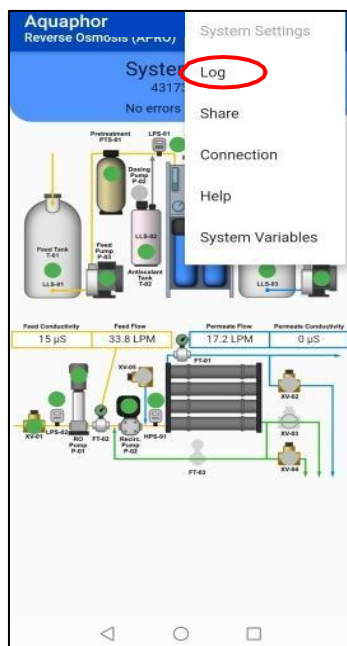 Aquaphor
Reverse Osmosis (APRO)
System Settings
Log
Share
Connection
Help
System Variables
System
43173
No errors
Pretreatment
PTS-01
LPS-01
Dosing
Pump
P-02
Feed Tank
T-01
LLS-01
Feed
Pump
P-03
LLS-02
Antiscalant
Tank
T-02
LLS-03
Feed Conductivity
Feed Flow
Permeate Flow
Permeate Conductivity
15 µS
33.8 LPM
17.2 LPM
0 µS
FT-01
XV-05
XV-02
XV-01
LPS-02
RO
Pump
P-01
FT-02
Recirc.
Pump
P-02
HPS-01
XV-03
FT-03
XV-04